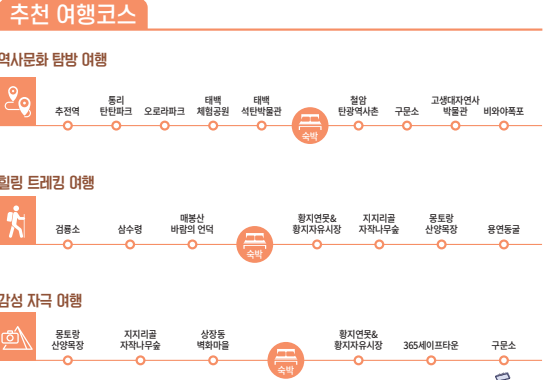 추천 여행코스
역사문화 탐방 여행
추전역
통리
탄탄파크
오로라파크
태백
체험공원
태백
석탄박물관
숙박
철암
탄광역사촌
구문소
고생대자연사
박물관
비와야폭포
힐링 트레킹 여행
검룡소
삼수령
매봉산
바람의 언덕
숙박
황지연못&
황지자유시장
지지리골
자작나무숲
몽토랑
산양목장
용연동굴
감성 자극 여행
몽토랑
산양목장
지지리골
자작나무숲
상장동
벽화마을
숙박
황지연못&
황지자유시장
365세이프타운
구문소